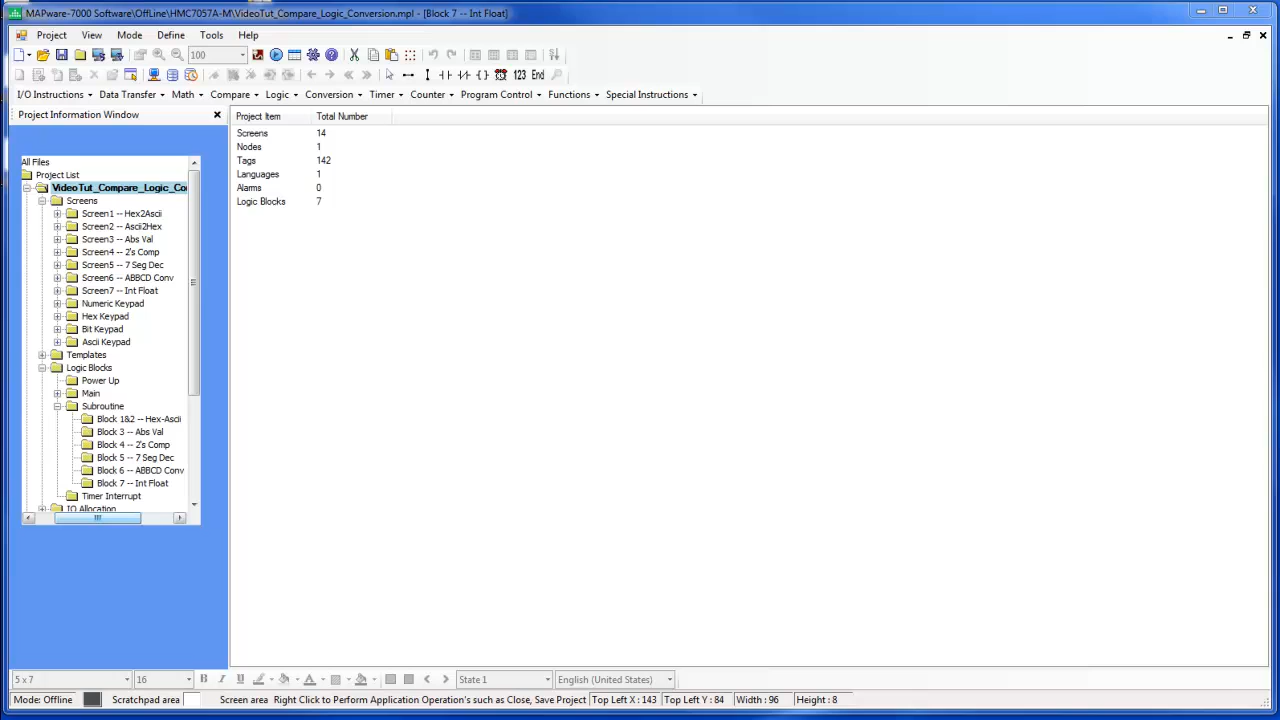 MAPware-7000 Software\OffLine\HMC7057A-M\VideoTut_Compare_Logic_Conversion.mpl - [Block 7 -- Int Float]
Project View Mode Define Tools Help
100
123 End
I/O Instructions Data Transfer Math Compare Logic Conversion Timer Counter Program Control Functions Special Instructions
Project Information Window
Project Item Total Number
Screens 14
Nodes 1
Tags 142
Languages 1
Alarms 0
Logic Blocks 7
All Files
Project List
VideoTut_Compare_Logic_Co
Screens
Screen1 -- Hex2Ascii
Screen2 -- Ascii2Hex
Screen3 -- Abs Val
Screen4 -- 2's Comp
Screen5 -- 7 Seg Dec
Screen6 -- ABBCD Conv
Screen7 -- Int Float
Numeric Keypad
Hex Keypad
Bit Keypad
Ascii Keypad
Templates
Logic Blocks
Power Up
Main
Subroutine
Block 1&2 -- Hex-Ascii
Block 3 -- Abs Val
Block 4 -- 2's Comp
Block 5 -- 7 Seg Dec
Block 6 -- ABBCD Conv
Block 7 -- Int Float
Timer Interrupt
IO Allocation
5 x 7 16 B I U A State 1 English (United States)
Mode: Offline Scratchpad area Screen area Right Click to Perform Application Operation's such as Close, Save Project Top Left X : 143 Top Left Y : 84 Width : 96 Height : 8